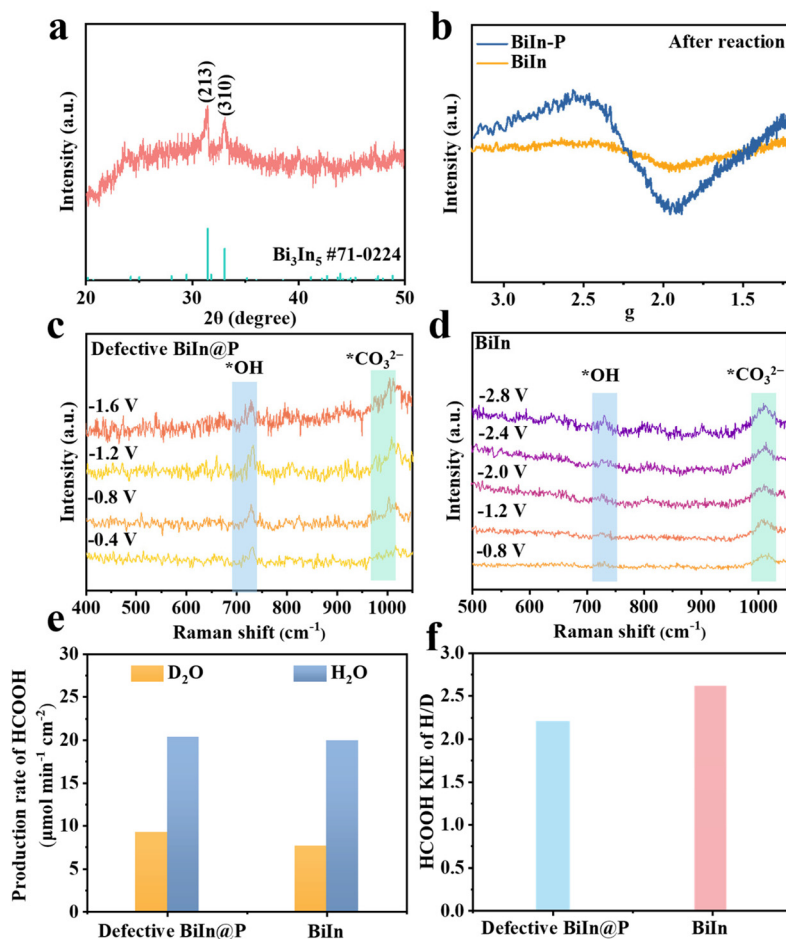 a
Intensity (a.u.)
(213)
(310)
Bi₃In₅ #71-0224
20 30 40 50
2θ (degree)
b
Intensity (a.u.)
BiIn-P
BiIn
After reaction
3.0 2.5 2.0 1.5
g
c
Intensity (a.u.)
Defective BiIn@P
*OH
*CO₃²⁻
-1.6 V
-1.2 V
-0.8 V
-0.4 V
400 500 600 700 800 900 1000
Raman shift (cm⁻¹)
d
Intensity (a.u.)
BiIn
*OH
*CO₃²⁻
-2.8 V
-2.4 V
-2.0 V
-1.2 V
-0.8 V
500 600 700 800 900 1000
Raman shift (cm⁻¹)
e
Production rate of HCOOH
(μmol min⁻¹ cm⁻²)
30
25
20
15
10
5
0
D₂O
H₂O
Defective BiIn@P
BiIn
f
HCOOH KIE of H/D
3.0
2.5
2.0
1.5
1.0
0.5
0.0
Defective BiIn@P
BiIn